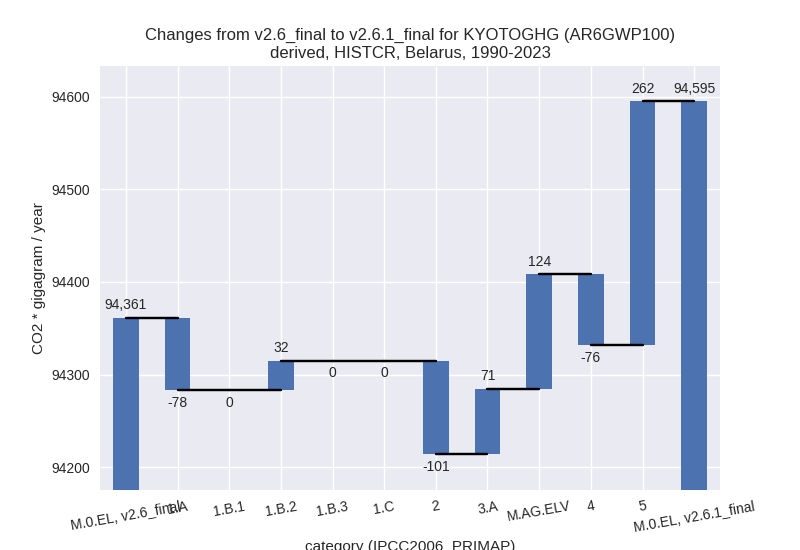 Changes from v2.6_final to v2.6.1_final for KYOTOGHG (AR6GWP100)
derived, HISTCR, Belarus, 1990-2023
CO2 * gigagram / year
94600
94500
94400
94300
94200
94,361
-78
0
32
0
0
-101
71
124
-76
262
94,595
M.0.EL, v2.6_final
1.A
1.B.1
1.B.2
1.B.3
1.C
2
3.A
M.AG.ELV
4
5
M.0.EL, v2.6.1_final
category (IPCC2006_PRIMAP)